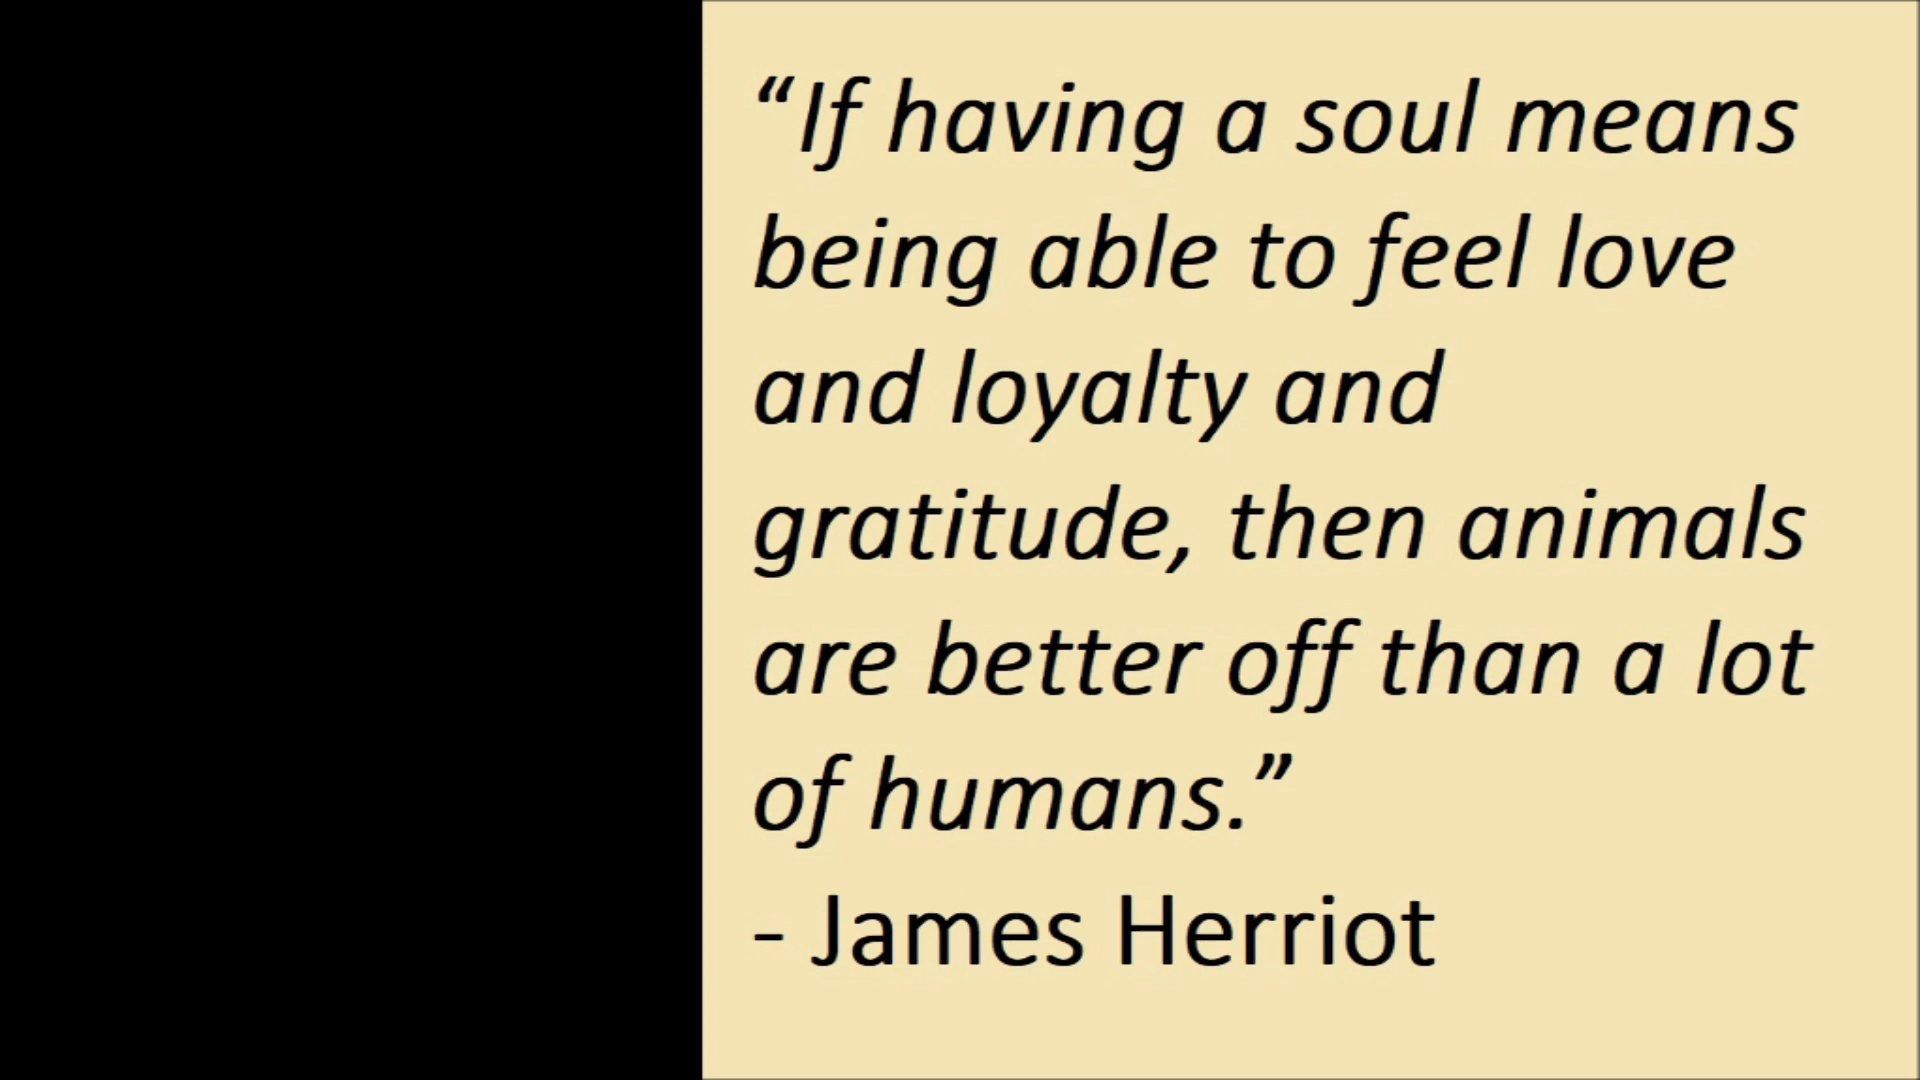 “If having a soul means
being able to feel love
and loyalty and
gratitude, then animals
are better off than a lot
of humans.”
- James Herriot